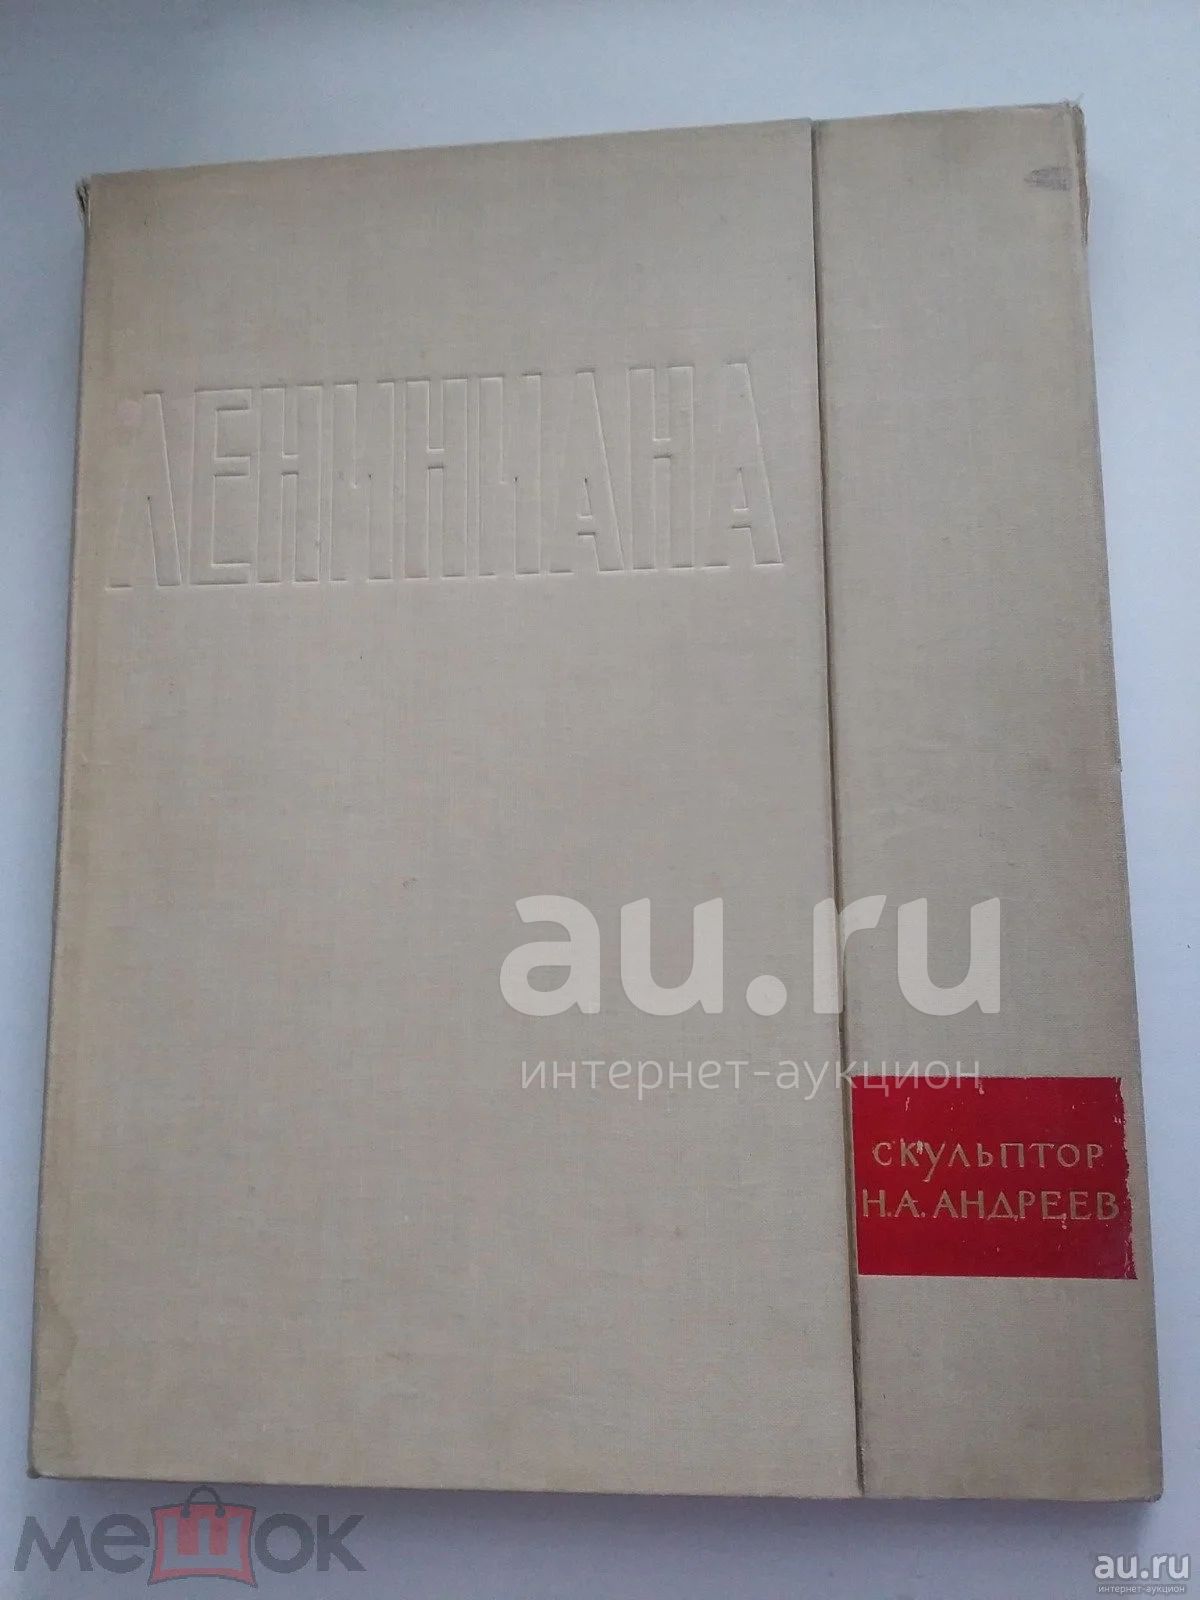 ЛЕНИНИАНА
au.ru
интернет-аукцион
СКУЛЬПТОР
Н.А.АНДРЕЕВ
мешок
au.ru
интернет-аукцион